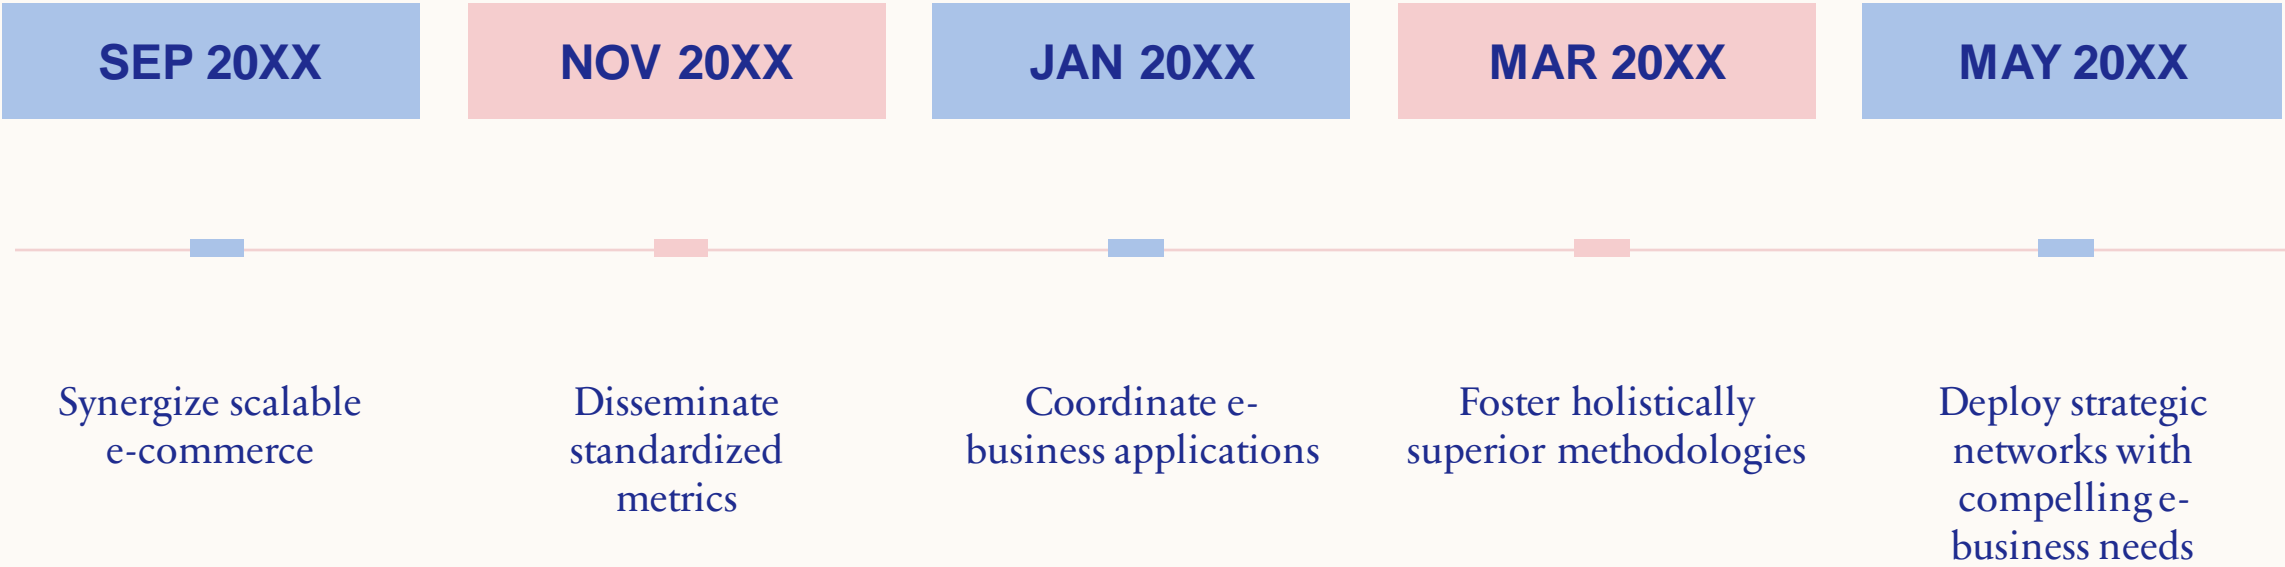 SEP 20XX
NOV 20XX
JAN 20XX
MAR 20XX
MAY 20XX
Synergize scalable
e-commerce
Disseminate
standardized
metrics
Coordinate e-
business applications
Foster holistically
superior methodologies
Deploy strategic
networks with
compelling e-
business needs